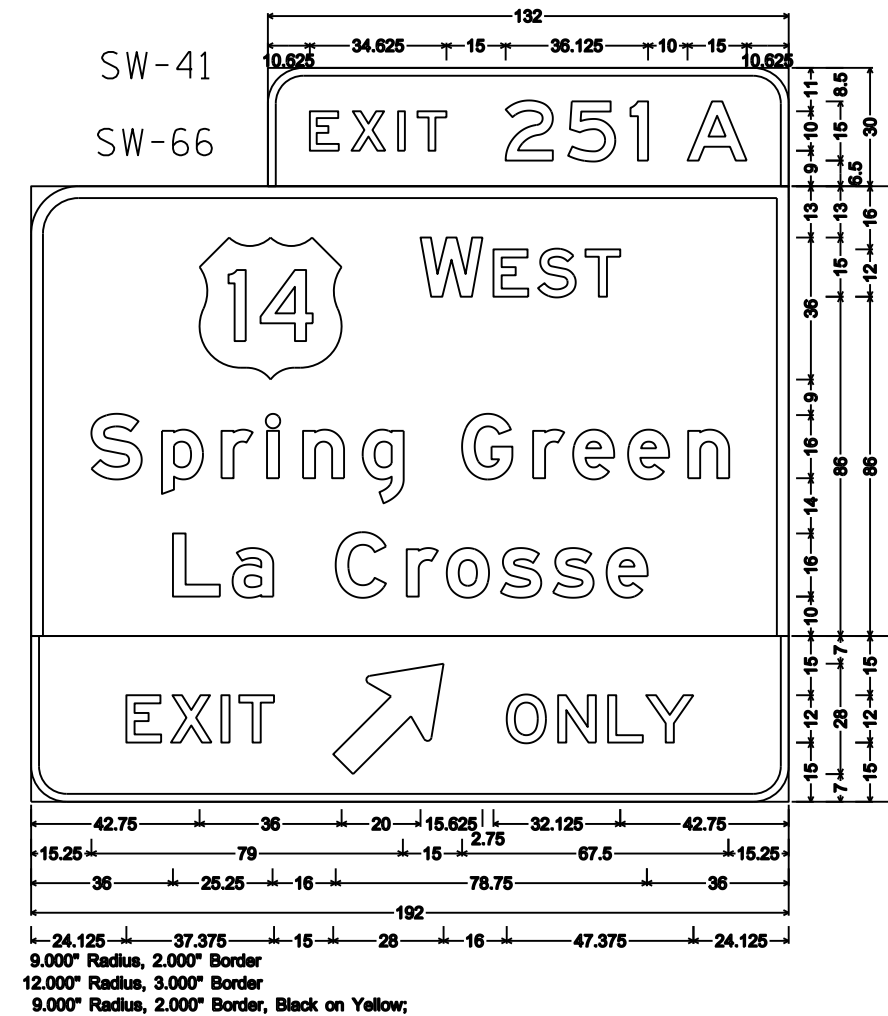 132
10.625 34.625 15 36.125 10 15 10.625
SW-41
SW-66
EXIT 251 A
11 10 9
8.5 15 6.5
30
14 WEST
Spring Green
La Crosse
13 36 9 16 14 16 10
13 15 86
16 12 86
EXIT ONLY
15 12 15
7 28 7
15 12 15
42.75 36 20 15.625 2.75 32.125 42.75
15.25 79 15 67.5 15.25
36 25.25 16 78.75 36
192
24.125 37.375 15 28 16 47.375 24.125
9.000" Radius, 2.000" Border
12.000" Radius, 3.000" Border
9.000" Radius, 2.000" Border, Black on Yellow;